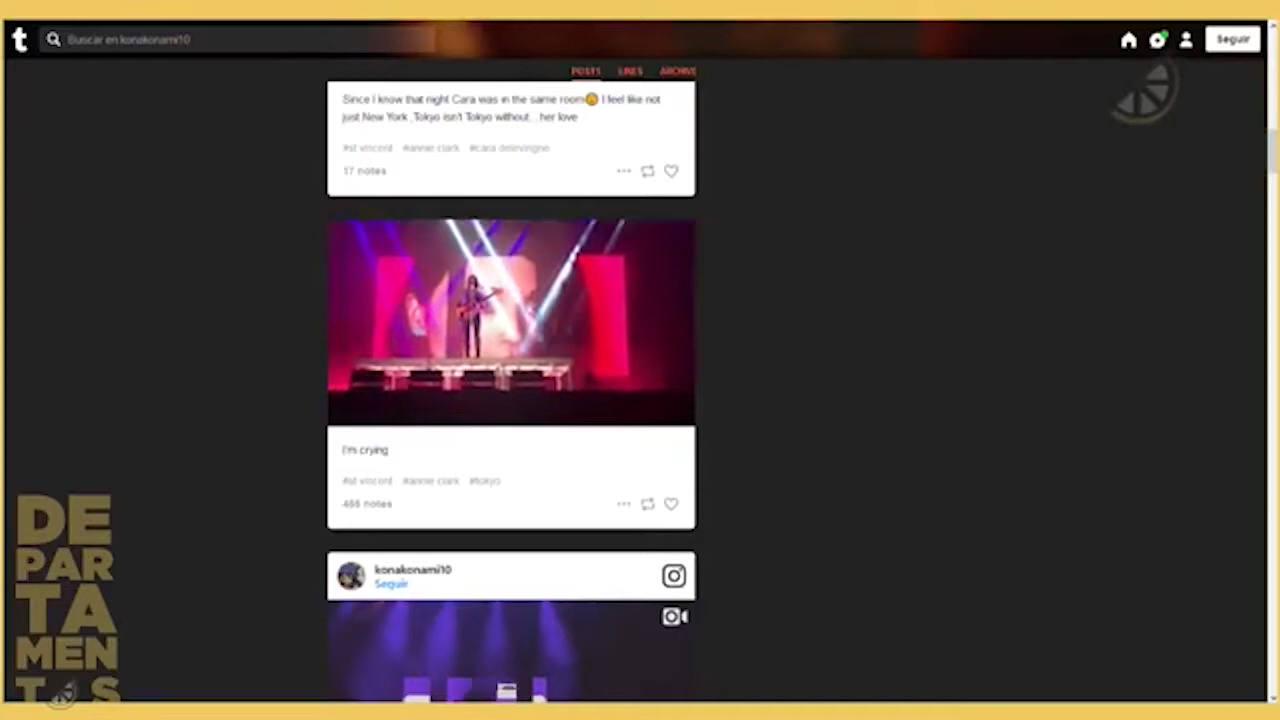 t
Buscar en konakonami10
Seguir
POSTS LIKES ARCHIVE
Since I know that night Cara was in the same room😨 I feel like not
just New York ,Tokyo isn't Tokyo without…her love
#st vincent #annie clark #cara delevingne
17 notes
I'm crying
#st vincent #annie clark #tokyo
466 notes
konakonami10
Seguir
DE
PAR
TA
MEN
T S